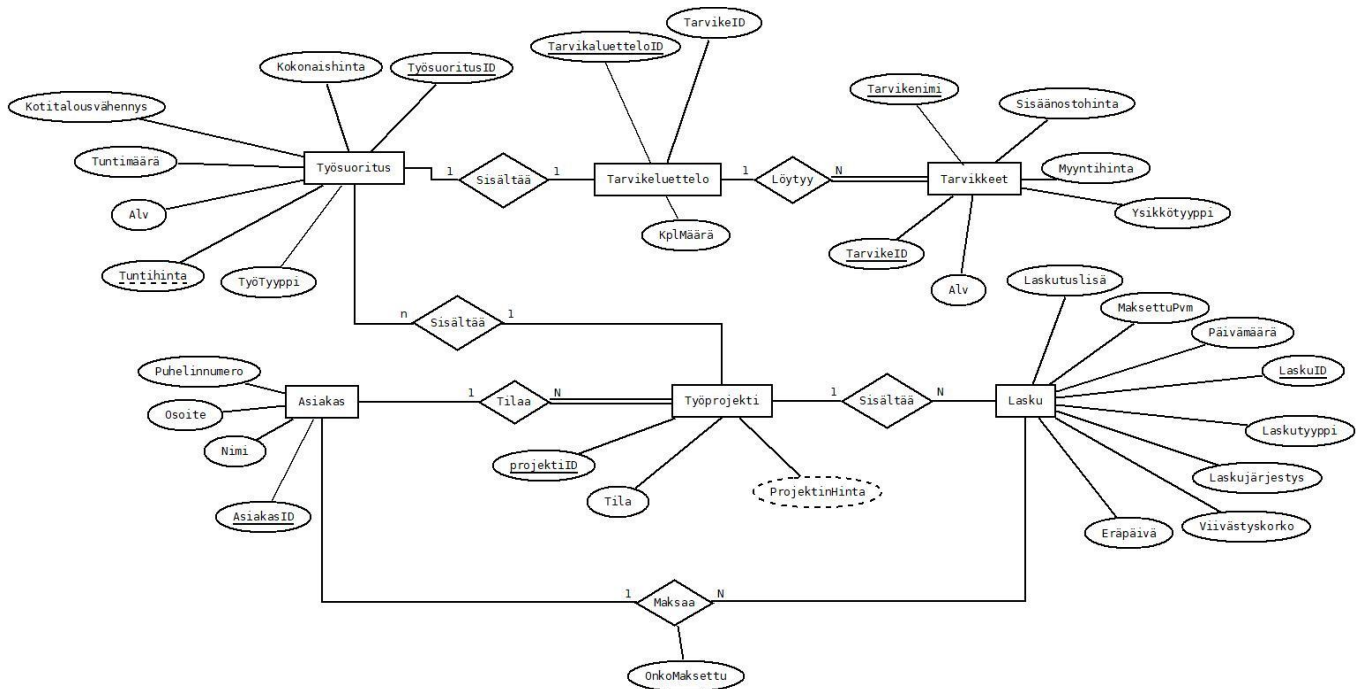 TarvikeID
TarvikaluetteloID
Kokonaishinta
TyösuoritusID
Kotitalousvähennys
Tarvikenimi
Sisäänostohinta
Tuntimäärä
Työsuoritus
1
Sisältää
1
Tarvikeluettelo
1
Löytyy
N
Tarvikkeet
Myyntihinta
Alv
Ysikkötyyppi
KplMäärä
TarvikeID
Tuntihinta
TyöTyyppi
Alv
Laskutuslisä
MaksettuPvm
n
Sisältää
1
Päivämäärä
Puhelinnumero
LaskuID
Asiakas
1
Tilaa
N
Työprojekti
1
Sisältää
N
Lasku
Osoite
Laskutyyppi
Nimi
projektiID
ProjektinHinta
Laskujärjestys
Tila
AsiakasID
Eräpäivä
Viivästyskorko
1
Maksaa
N
OnkoMaksettu